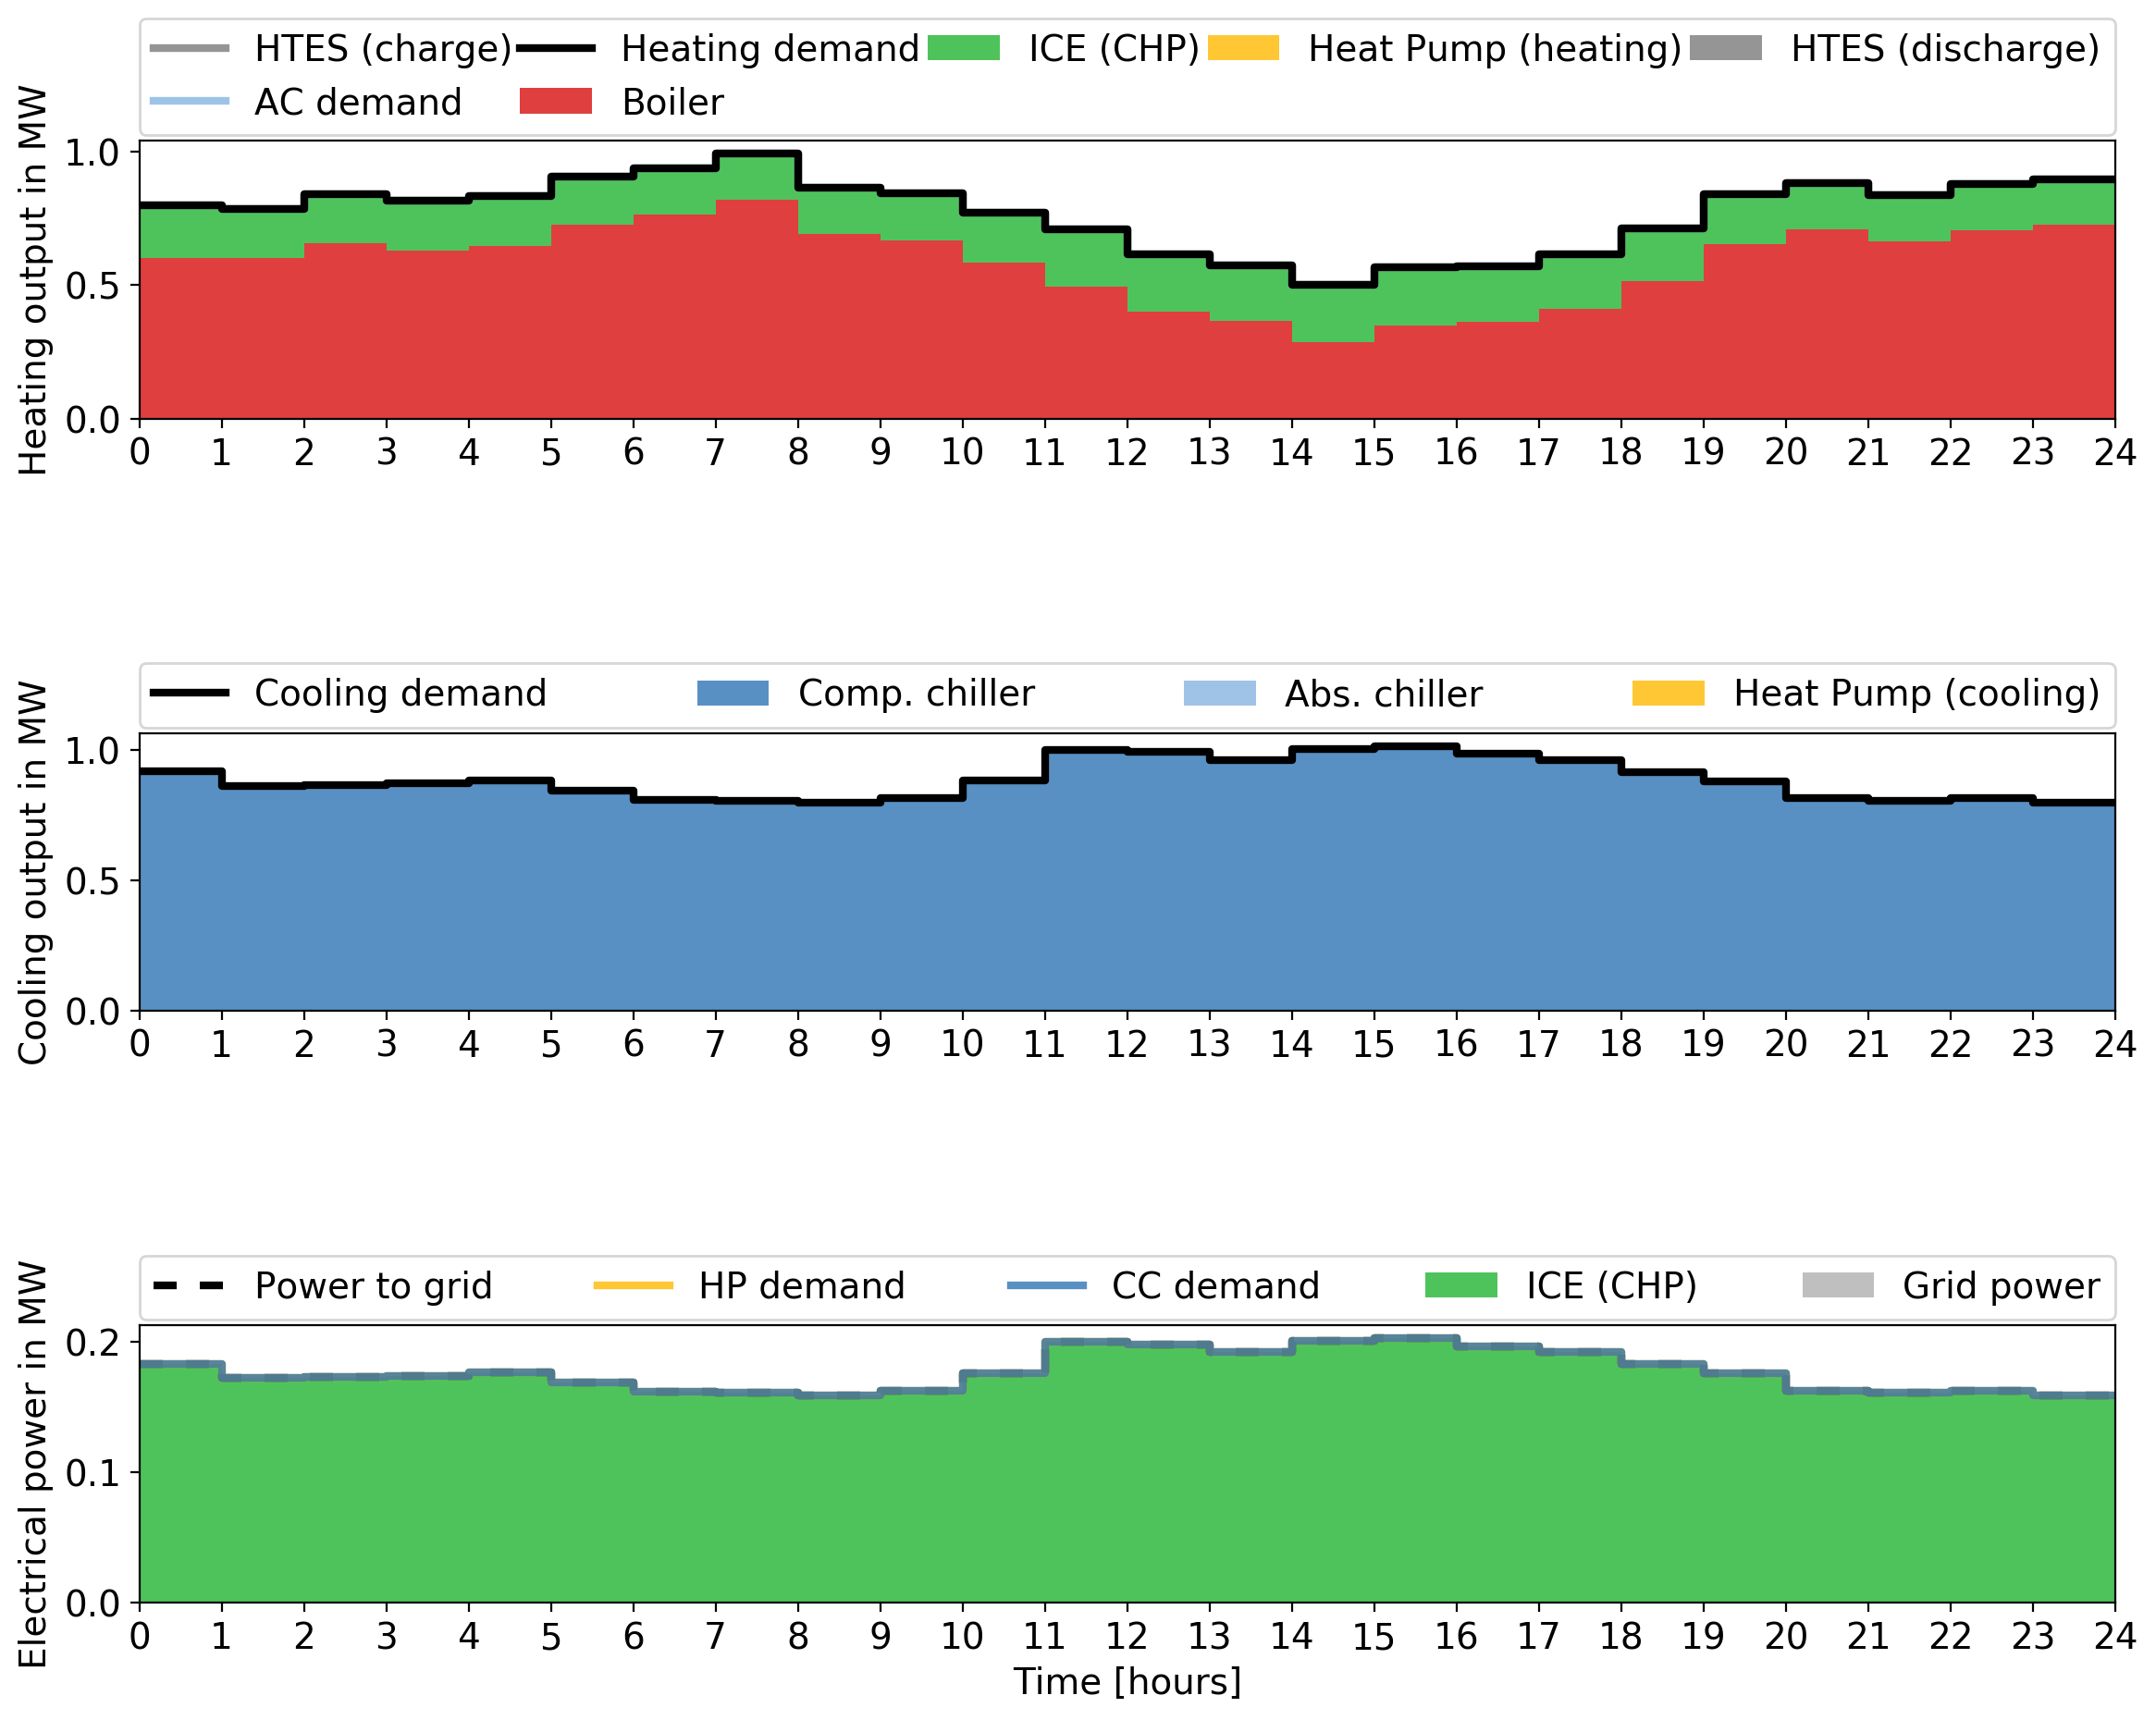 HTES (charge) Heating demand ICE (CHP) Heat Pump (heating) HTES (discharge)
AC demand Boiler
Heating output in MW
1.0
0.5
0.0
0 1 2 3 4 5 6 7 8 9 10 11 12 13 14 15 16 17 18 19 20 21 22 23 24
Cooling demand Comp. chiller Abs. chiller Heat Pump (cooling)
Cooling output in MW
1.0
0.5
0.0
0 1 2 3 4 5 6 7 8 9 10 11 12 13 14 15 16 17 18 19 20 21 22 23 24
Power to grid HP demand CC demand ICE (CHP) Grid power
Electrical power in MW
0.2
0.1
0.0
0 1 2 3 4 5 6 7 8 9 10 11 12 13 14 15 16 17 18 19 20 21 22 23 24
Time [hours]